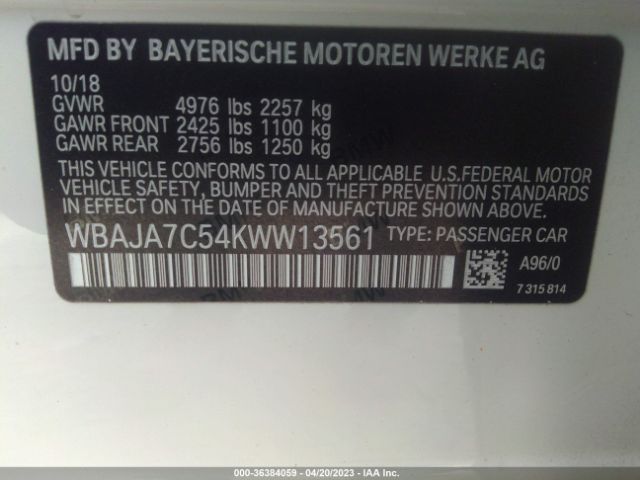 MFD BY BAYERISCHE MOTOREN WERKE AG
10/18
GVWR 4976 lbs 2257 kg
GAWR FRONT 2425 lbs 1100 kg
GAWR REAR 2756 lbs 1250 kg
THIS VEHICLE CONFORMS TO ALL APPLICABLE U.S.FEDERAL MOTOR
VEHICLE SAFETY, BUMPER AND THEFT PREVENTION STANDARDS
IN EFFECT ON THE DATE OF MANUFACTURE SHOWN ABOVE.
WBAJA7C54KWW13561 TYPE: PASSENGER CAR
A96/0
7 315 814
000-36384059 - 04/20/2023 - IAAI.COM